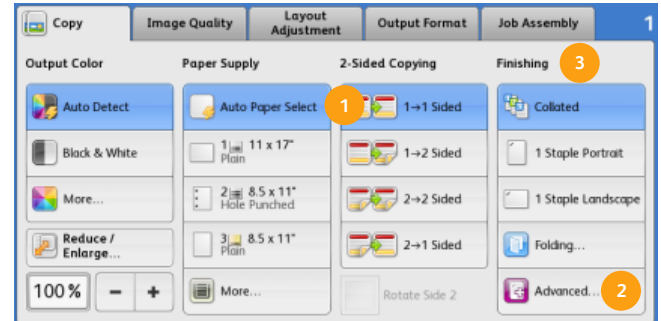 Copy
Image Quality
Layout
Adjustment
Output Format
Job Assembly
1
Output Color
Paper Supply
2-Sided Copying
Finishing
3
Auto Detect
Auto Paper Select
1
1→1 Sided
Collated
Black & White
1 11 x 17"
Plain
1→2 Sided
1 Staple Portrait
More...
2 8.5 x 11"
Hole Punched
2→2 Sided
1 Staple Landscape
Reduce /
Enlarge...
3 8.5 x 11"
Plain
2→1 Sided
Folding...
100%
−
+
More...
Rotate Side 2
Advanced...
2